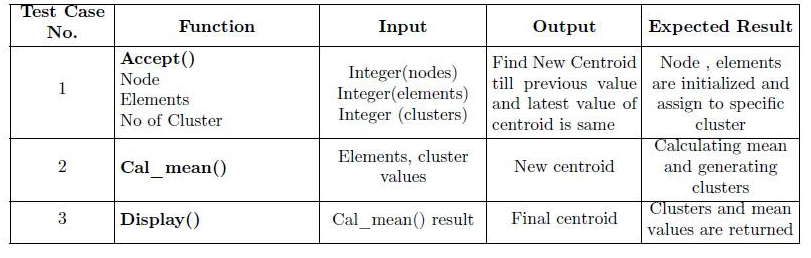 Test Case
No.
Function
Input
Output
Expected Result
1
Accept()
Node
Elements
No of Cluster
Integer(nodes)
Integer(elements)
Integer (clusters)
Find New Centroid
till previous value
and latest value of
centroid is same
Node , elements
are initialized and
assign to specific
cluster
2
Cal_mean()
Elements, cluster
values
New centroid
Calculating mean
and generating
clusters
3
Display()
Cal_mean() result
Final centroid
Clusters and mean
values are returned